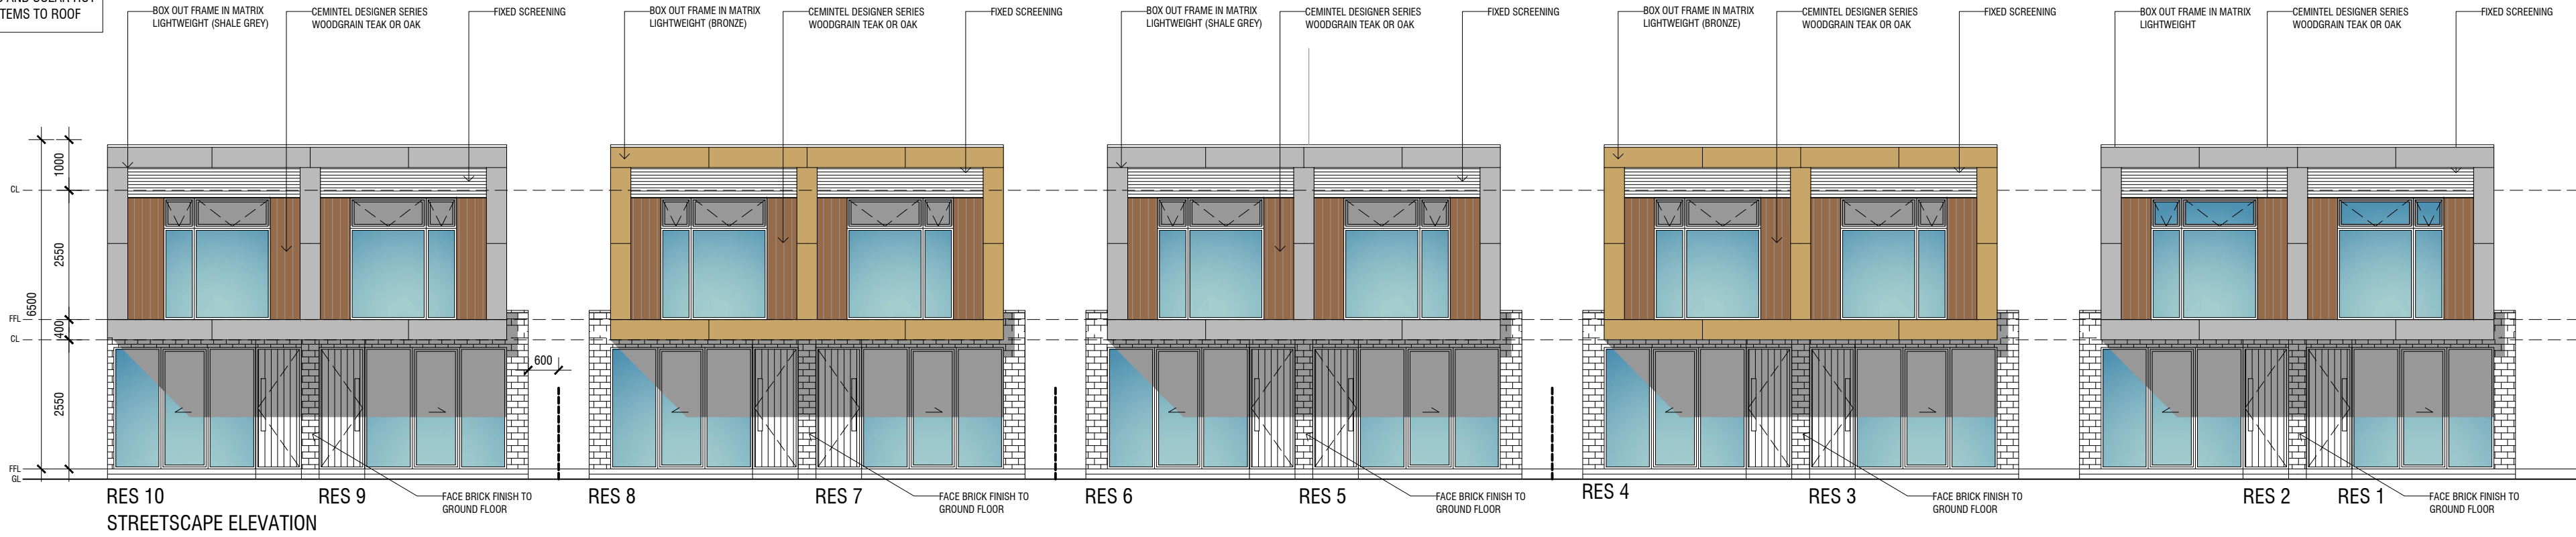 AND SOLAR HOT
TEMS TO ROOF
BOX OUT FRAME IN MATRIX
LIGHTWEIGHT (SHALE GREY)
CEMINTEL DESIGNER SERIES
WOODGRAIN TEAK OR OAK
FIXED SCREENING
BOX OUT FRAME IN MATRIX
LIGHTWEIGHT (BRONZE)
CEMINTEL DESIGNER SERIES
WOODGRAIN TEAK OR OAK
FIXED SCREENING
BOX OUT FRAME IN MATRIX
LIGHTWEIGHT (SHALE GREY)
CEMINTEL DESIGNER SERIES
WOODGRAIN TEAK OR OAK
FIXED SCREENING
BOX OUT FRAME IN MATRIX
LIGHTWEIGHT (BRONZE)
CEMINTEL DESIGNER SERIES
WOODGRAIN TEAK OR OAK
FIXED SCREENING
BOX OUT FRAME IN MATRIX
LIGHTWEIGHT
CEMINTEL DESIGNER SERIES
WOODGRAIN TEAK OR OAK
FIXED SCREENING
1000
CL
2550
6500
FFL
400
CL
600
2550
FFL
GL
RES 10
RES 9
FACE BRICK FINISH TO
GROUND FLOOR
RES 8
RES 7
FACE BRICK FINISH TO
GROUND FLOOR
RES 6
RES 5
FACE BRICK FINISH TO
GROUND FLOOR
RES 4
RES 3
FACE BRICK FINISH TO
GROUND FLOOR
RES 2
RES 1
FACE BRICK FINISH TO
GROUND FLOOR
STREETSCAPE ELEVATION